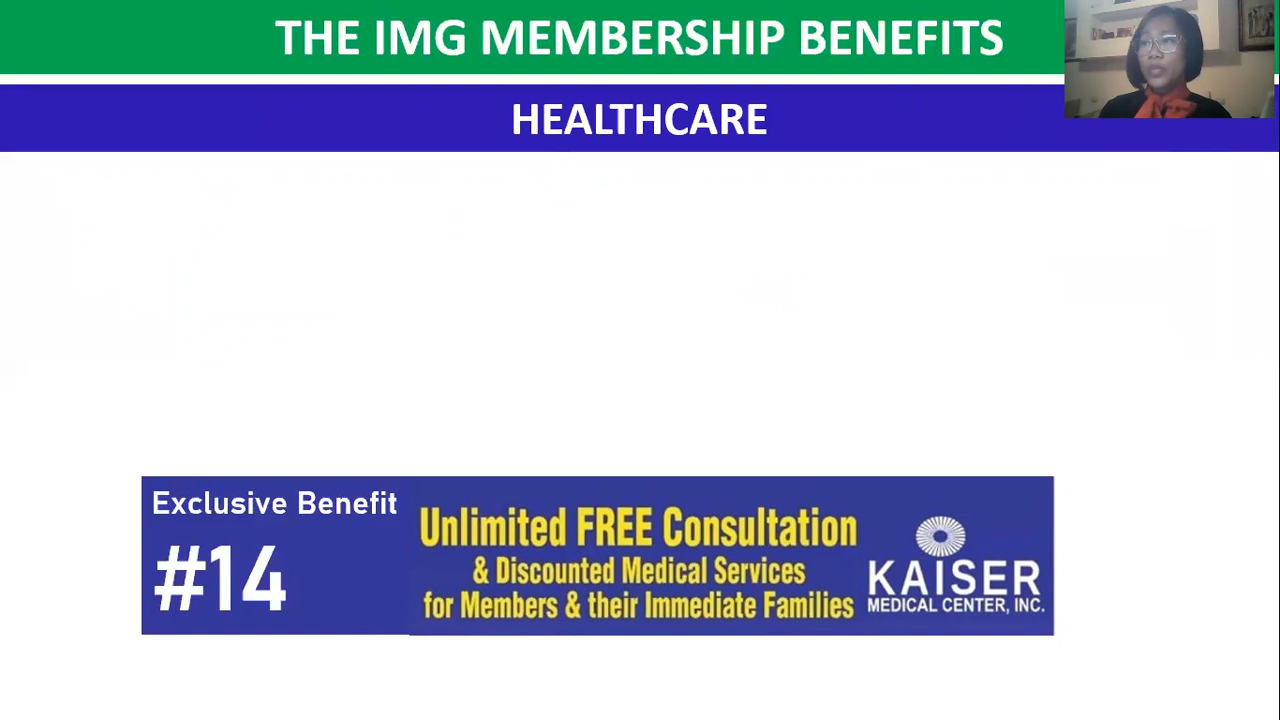 THE IMG MEMBERSHIP BENEFITS
HEALTHCARE
Exclusive Benefit
#14
Unlimited FREE Consultation
& Discounted Medical Services
for Members & their Immediate Families
KAISER
MEDICAL CENTER, INC.